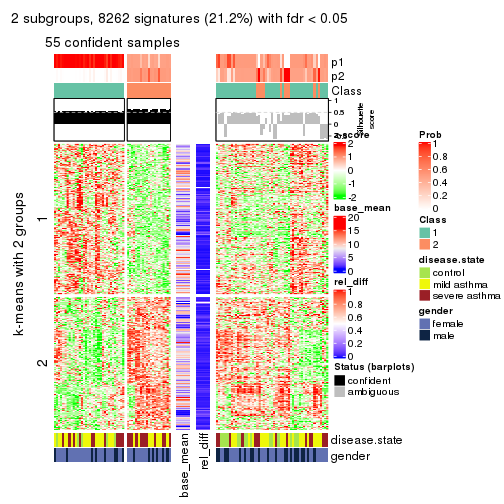 2 subgroups, 8262 signatures (21.2%) with fdr < 0.05
55 confident samples
p1
p2
Class
1
0.5
0
-0.5
Silhouette
score
k-means with 2 groups
1
2
z-score
2
1
0
-1
-2
base_mean
20
15
10
5
0
rel_diff
1
0.8
0.6
0.4
0.2
0
Status (barplots)
confident
ambiguous
Prob
1
0.8
0.6
0.4
0.2
0
Class
1
2
disease.state
control
mild asthma
severe asthma
gender
female
male
disease.state
gender
base_mean
rel_diff